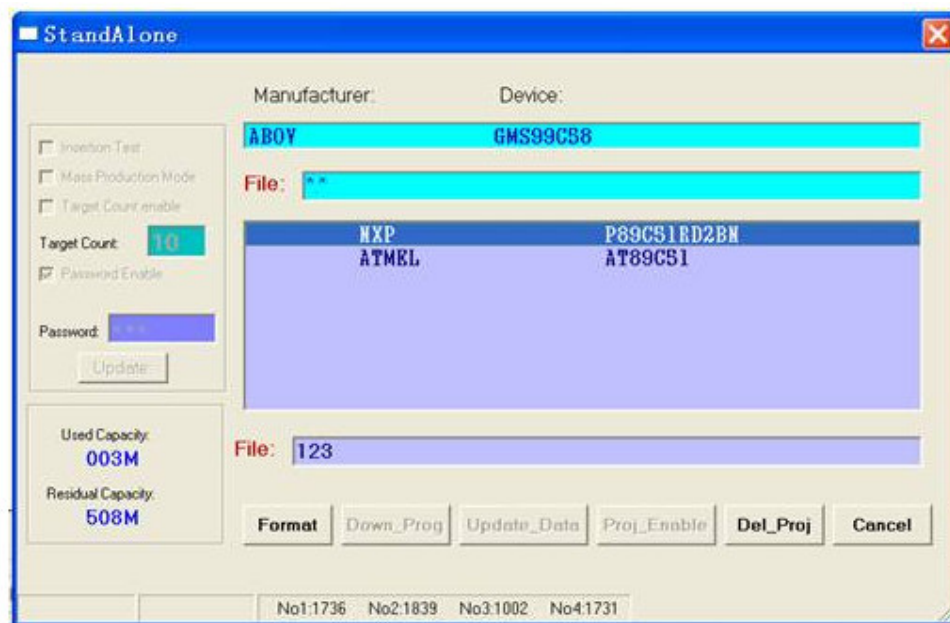 StandAlone
Manufacturer: Device:
ABOV GMS99C58
Insertion Test
Mass Production Mode
Target Count enable
Target Count: 10
Password Enable
Password: ***
Update
File: ^^
NXP P89C51RD2BN
ATMEL AT89C51
Used Capacity:
003M
Residual Capacity:
508M
File: 123
Format Down_Prog Update_Data Proj_Enable Del_Proj Cancel
No1:1736 No2:1839 No3:1002 No4:1731